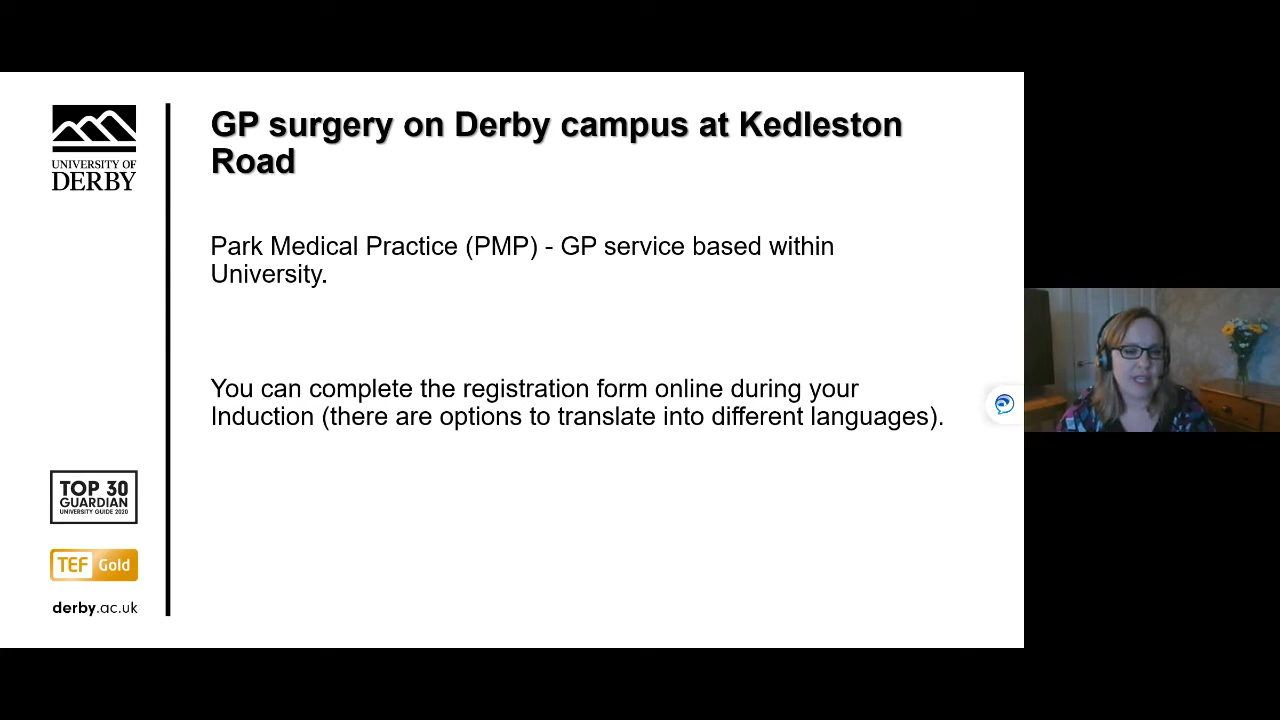 GP surgery on Derby campus at Kedleston
Road
UNIVERSITY OF
DERBY
Park Medical Practice (PMP) - GP service based within
University.
You can complete the registration form online during your
Induction (there are options to translate into different languages).
TOP 30
GUARDIAN
UNIVERSITY GUIDE 2020
TEF Gold
derby.ac.uk